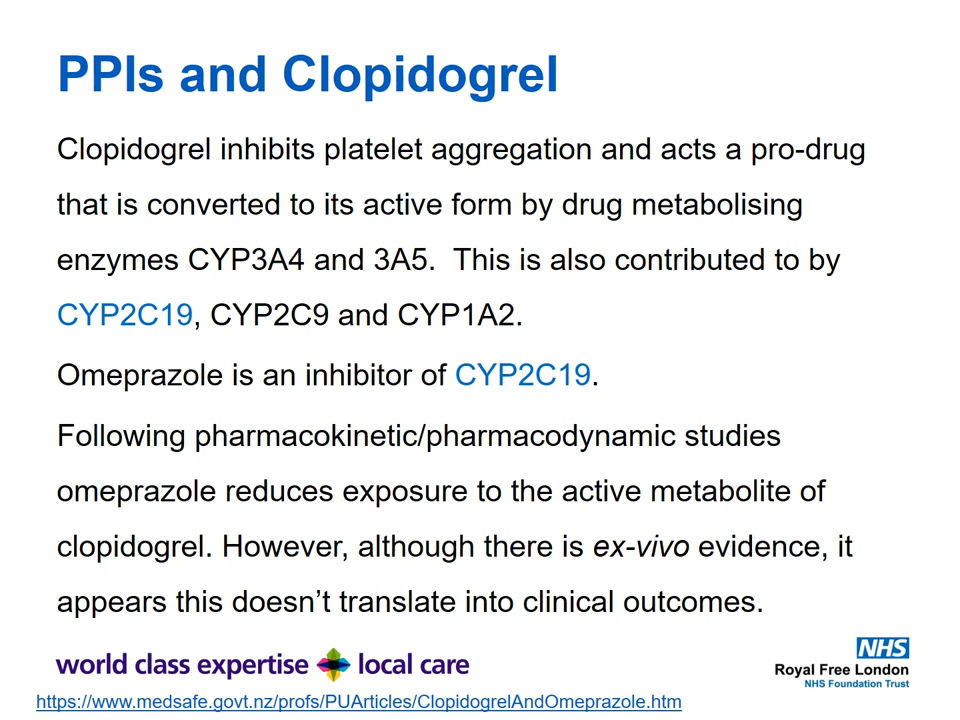 PPIs and Clopidogrel
Clopidogrel inhibits platelet aggregation and acts a pro-drug
that is converted to its active form by drug metabolising
enzymes CYP3A4 and 3A5.  This is also contributed to by
CYP2C19, CYP2C9 and CYP1A2.
Omeprazole is an inhibitor of CYP2C19.
Following pharmacokinetic/pharmacodynamic studies
omeprazole reduces exposure to the active metabolite of
clopidogrel. However, although there is ex-vivo evidence, it
appears this doesn’t translate into clinical outcomes.
world class expertise local care
NHS
Royal Free London
NHS Foundation Trust
https://www.medsafe.govt.nz/profs/PUArticles/ClopidogrelAndOmeprazole.htm